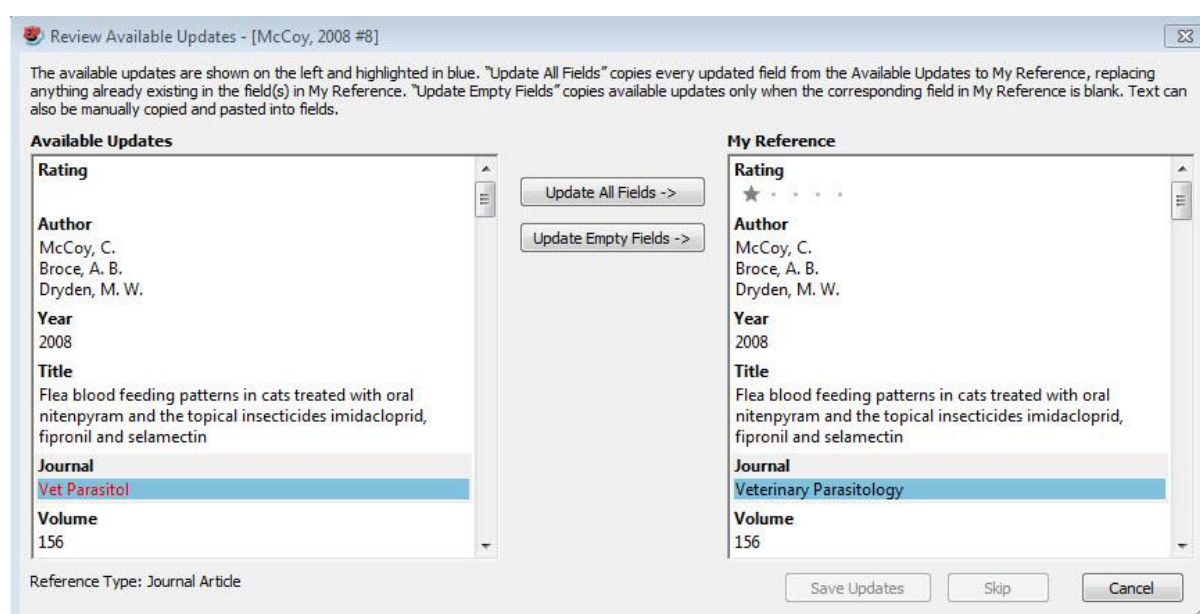 Review Available Updates - [McCoy, 2008 #8]
The available updates are shown on the left and highlighted in blue. "Update All Fields" copies every updated field from the Available Updates to My Reference, replacing
anything already existing in the field(s) in My Reference. "Update Empty Fields" copies available updates only when the corresponding field in My Reference is blank. Text can
also be manually copied and pasted into fields.
Available Updates
Rating
Author
McCoy, C.
Broce, A. B.
Dryden, M. W.
Year
2008
Title
Flea blood feeding patterns in cats treated with oral
nitenpyram and the topical insecticides imidacloprid,
fipronil and selamectin
Journal
Vet Parasitol
Volume
156
Update All Fields ->
Update Empty Fields ->
My Reference
Rating
Author
McCoy, C.
Broce, A. B.
Dryden, M. W.
Year
2008
Title
Flea blood feeding patterns in cats treated with oral
nitenpyram and the topical insecticides imidacloprid,
fipronil and selamectin
Journal
Veterinary Parasitology
Volume
156
Reference Type: Journal Article
Save Updates
Skip
Cancel